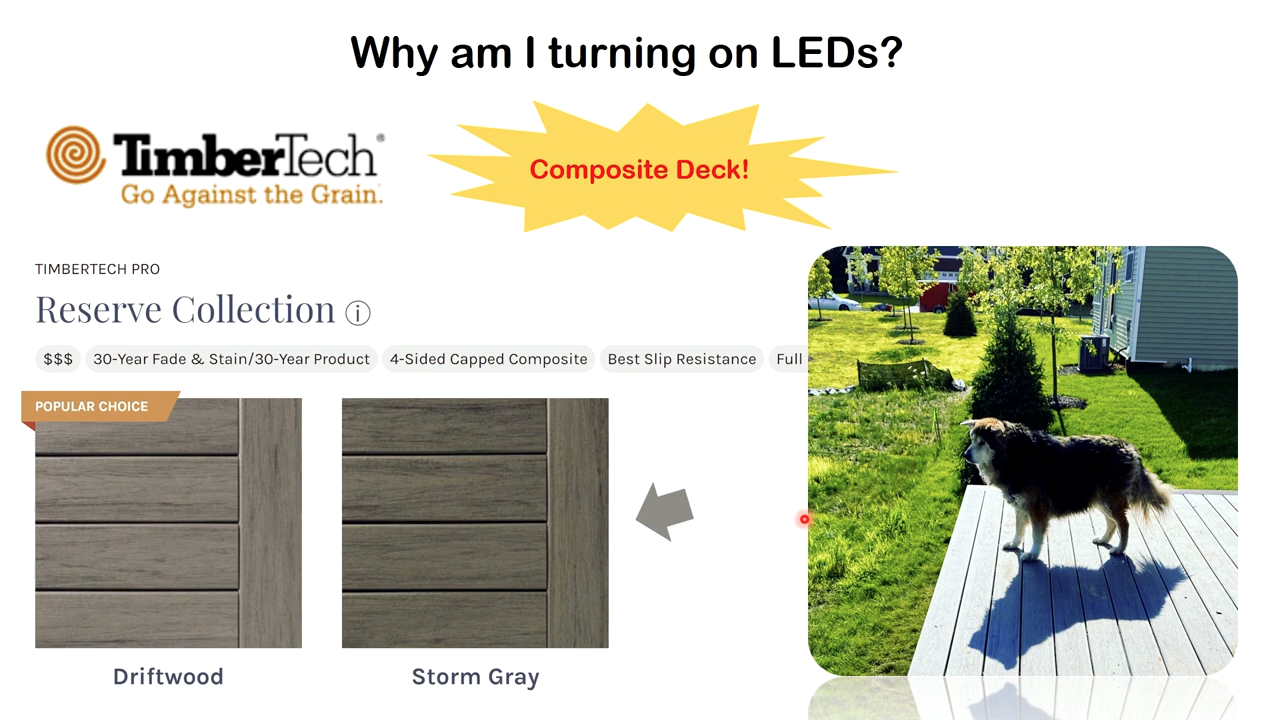 Why am I turning on LEDs?
TimberTech®
Go Against the Grain.
Composite Deck!
TIMBERTECH PRO
Reserve Collection i
$$$ 30-Year Fade & Stain/30-Year Product 4-Sided Capped Composite Best Slip Resistance Full
POPULAR CHOICE
Driftwood
Storm Gray